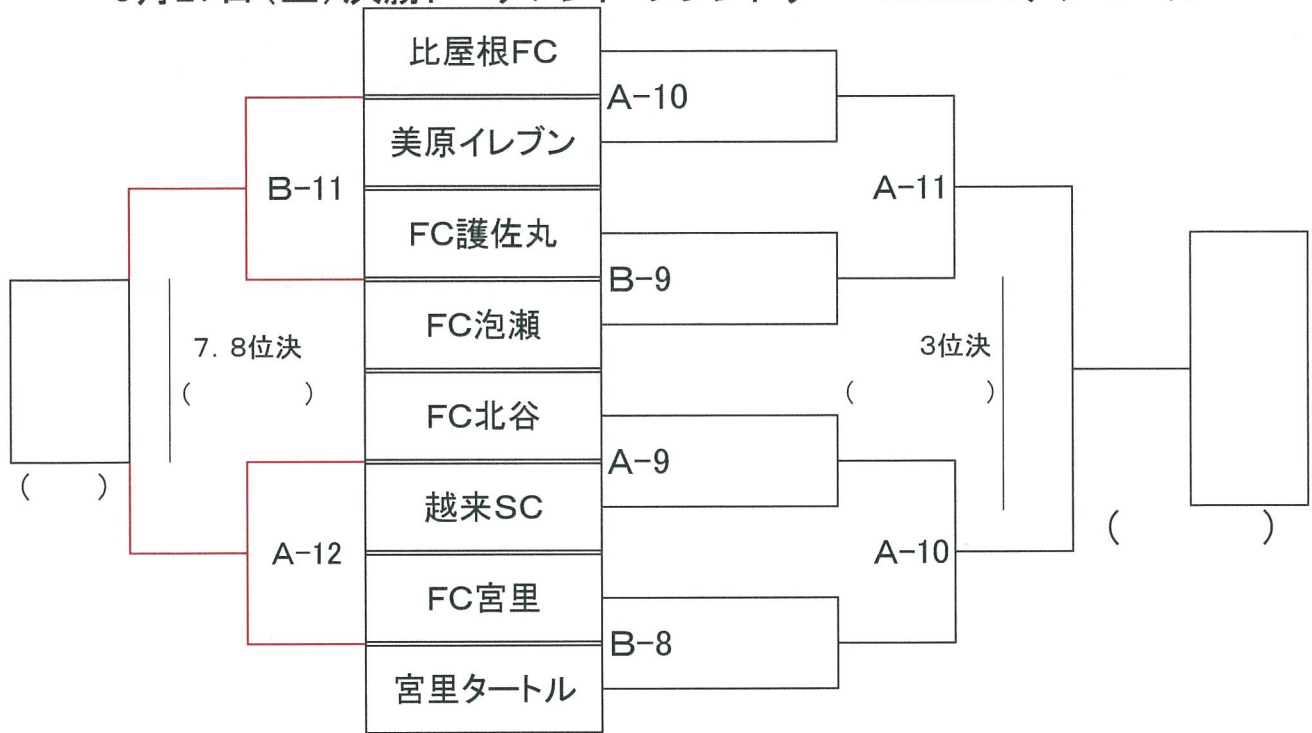 比屋根FC
A-10
美原イレブン
B-11
A-11
FC護佐丸
B-9
FC泡瀬
7．8位決
3位決
(　　)
(　　)
FC北谷
A-9
(　　)
越来SC
(　　)
A-12
A-10
FC宮里
B-8
宮里タートル